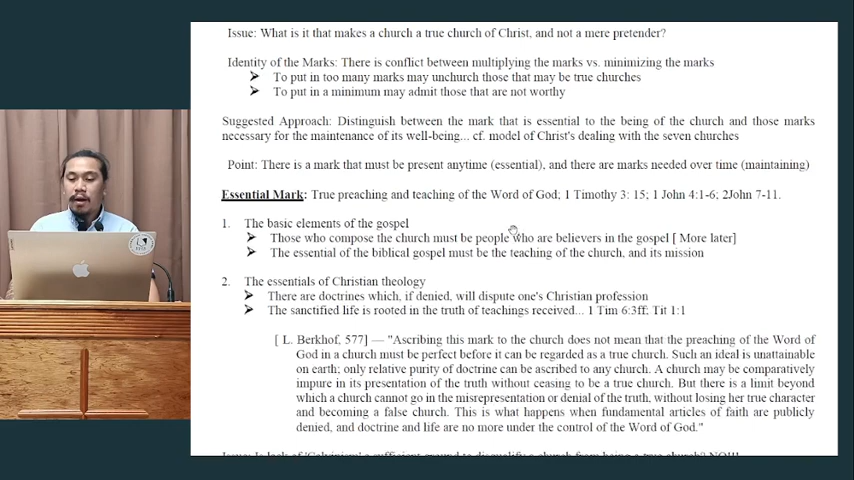 Issue: What is it that makes a church a true church of Christ, and not a mere pretender?
Identity of the Marks: There is conflict between multiplying the marks vs. minimizing the marks
➢ To put in too many marks may unchurch those that may be true churches
➢ To put in a minimum may admit those that are not worthy
Suggested Approach: Distinguish between the mark that is essential to the being of the church and those marks
necessary for the maintenance of its well-being... cf. model of Christ's dealing with the seven churches
Point: There is a mark that must be present anytime (essential), and there are marks needed over time (maintaining)
Essential Mark: True preaching and teaching of the Word of God; 1 Timothy 3: 15; 1 John 4:1-6; 2John 7-11.
1. The basic elements of the gospel
➢ Those who compose the church must be people who are believers in the gospel [ More later]
➢ The essential of the biblical gospel must be the teaching of the church, and its mission
2. The essentials of Christian theology
➢ There are doctrines which, if denied, will dispute one's Christian profession
➢ The sanctified life is rooted in the truth of teachings received... 1 Tim 6:3ff; Tit 1:1
[ L. Berkhof, 577] — "Ascribing this mark to the church does not mean that the preaching of the Word of
God in a church must be perfect before it can be regarded as a true church. Such an ideal is unattainable
on earth; only relative purity of doctrine can be ascribed to any church. A church may be comparatively
impure in its presentation of the truth without ceasing to be a true church. But there is a limit beyond
which a church cannot go in the misrepresentation or denial of the truth, without losing her true character
and becoming a false church. This is what happens when fundamental articles of faith are publicly
denied, and doctrine and life are no more under the control of the Word of God."
Issue: Is lack of 'Calvinism' a sufficient ground to disqualify a church from being a true church? NO!!!